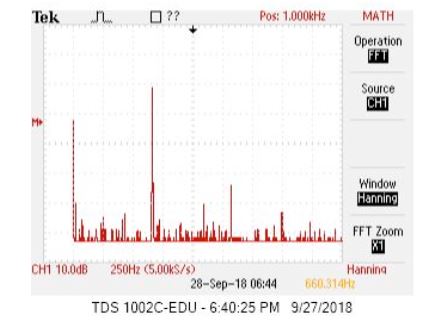 Tek ?? Pos: 1.000kHz MATH
Operation
FFT
Source
CH1
M
Window
Hanning
FFT Zoom
X1
CH1 10.0dB 250Hz (5.00kS/s) Hanning
28-Sep-18 06:44 660.314Hz
TDS 1002C-EDU - 6:40:25 PM 9/27/2018